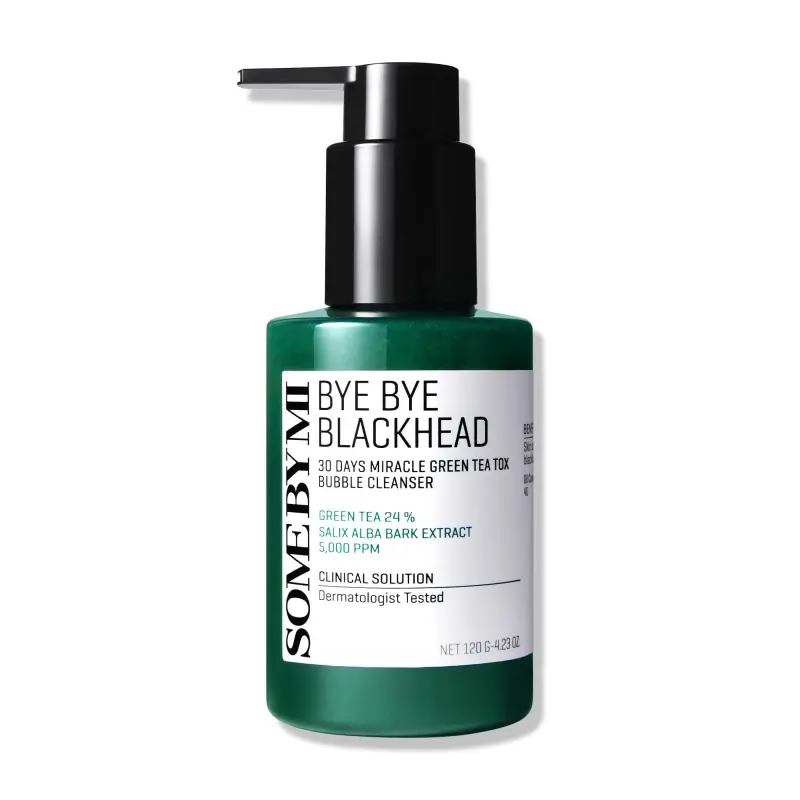 SOME BY MI
BYE BYE
BLACKHEAD
30 DAYS MIRACLE GREEN TEA TOX
BUBBLE CLEANSER
GREEN TEA 24 %
SALIX ALBA BARK EXTRACT
5,000 PPM
CLINICAL SOLUTION
Dermatologist Tested
NET 120 G-4.23 OZ.